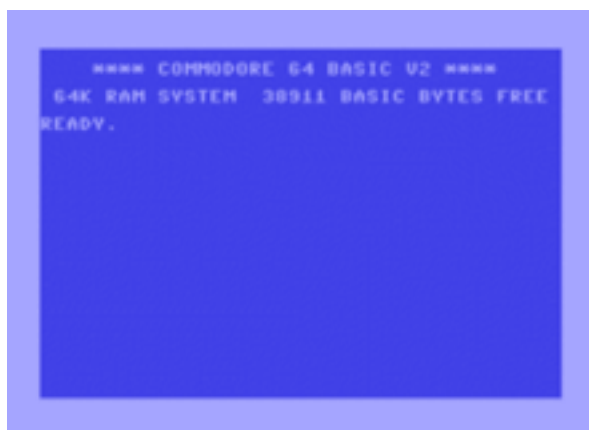 **** COMMODORE 64 BASIC V2 ****
64K RAM SYSTEM 38911 BASIC BYTES FREE
READY.